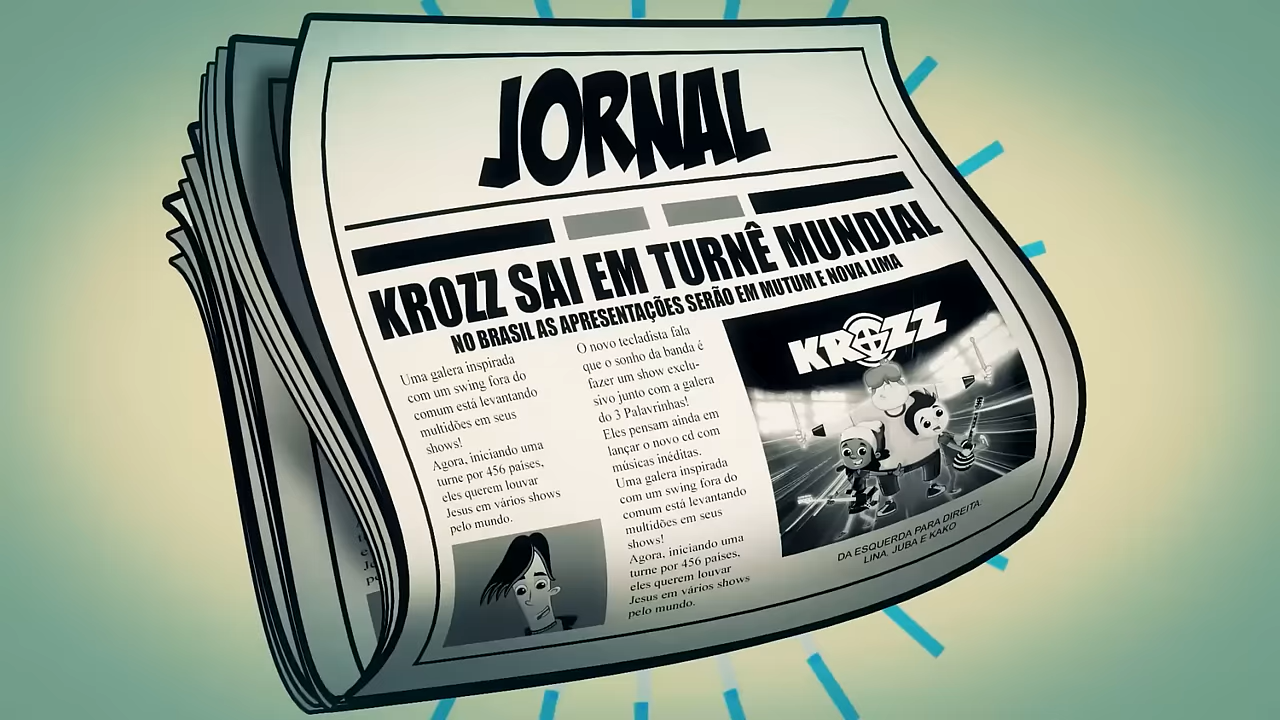 JORNAL
KROZZ SAI EM TURNÊ MUNDIAL
NO BRASIL AS APRESENTAÇÕES SERÃO EM MUTUM E NOVA LIMA
Uma galera inspirada
com um swing fora do
comum está levantando
multidões em seus
shows!
Agora, iniciando uma
turne por 456 países,
eles querem louvar
Jesus em vários shows
pelo mundo.
O novo tecladista fala
que o sonho da banda é
fazer um show exclu-
sivo junto com a galera
do 3 Palavrinhas!
Eles pensam ainda em
lançar o novo cd com
músicas inéditas.
Uma galera inspirada
com um swing fora do
comum está levantando
multidões em seus
shows!
Agora, iniciando uma
turne por 456 países,
eles querem louvar
Jesus em vários shows
pelo mundo.
KROZZ
DA ESQUERDA PARA DIREITA.
LINA, JUBA E KAKO